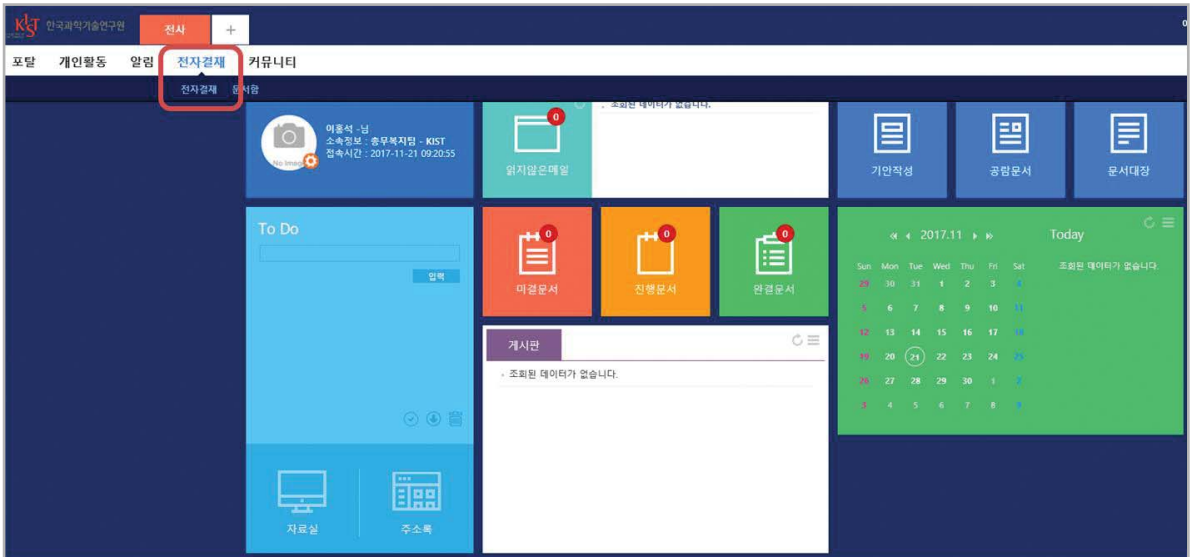 KIST 한국과학기술연구원 전사 +
포탈 개인활동 알림 전자결재 커뮤니티
전자결재 문서함
No Image
이홍석 -님
소속정보 : 총무복지팀 - KIST
접속시간 : 2017-11-21 09:20:55
0
읽지않은메일
조회된 데이터가 없습니다.
기안작성 공람문서 문서대장
To Do
입력
0 0 0
미결문서 진행문서 완결문서
게시판
조회된 데이터가 없습니다.
2017.11 Today
조회된 데이터가 없습니다.
Sun Mon Tue Wed Thu Fri Sat
29 30 31 1 2 3 4
5 6 7 8 9 10 11
12 13 14 15 16 17 18
19 20 21 22 23 24 25
26 27 28 29 30 1 2
3 4 5 6 7 8 9
자료실 주소록